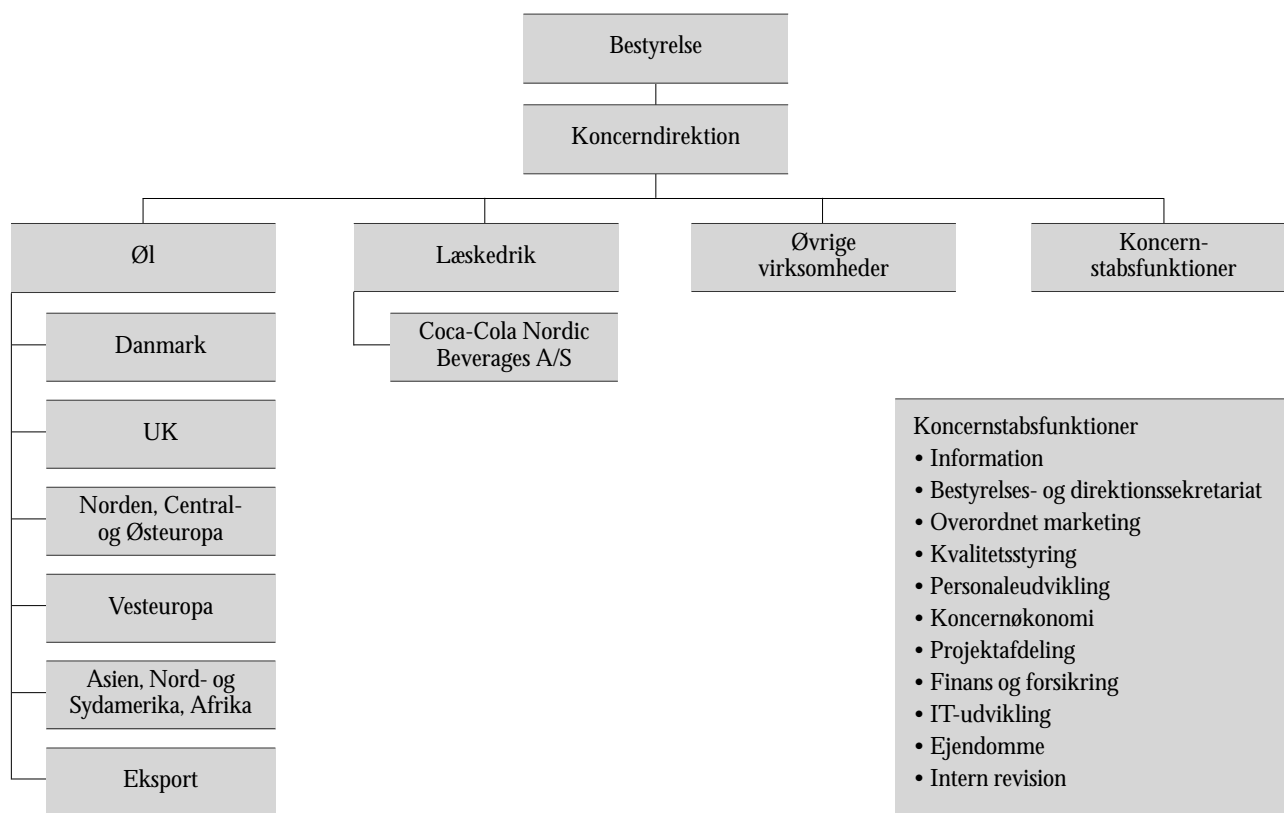 Bestyrelse
Koncerndirektion
Øl
Læskedrik
Øvrige
virksomheder
Koncern-
stabsfunktioner
Danmark
UK
Norden, Central-
og Østeuropa
Vesteuropa
Asien, Nord- og
Sydamerika, Afrika
Eksport
Coca-Cola Nordic
Beverages A/S
Koncernstabsfunktioner
• Information
• Bestyrelses- og direktionssekretariat
• Overordnet marketing
• Kvalitetsstyring
• Personaleudvikling
• Koncernøkonomi
• Projektafdeling
• Finans og forsikring
• IT-udvikling
• Ejendomme
• Intern revision